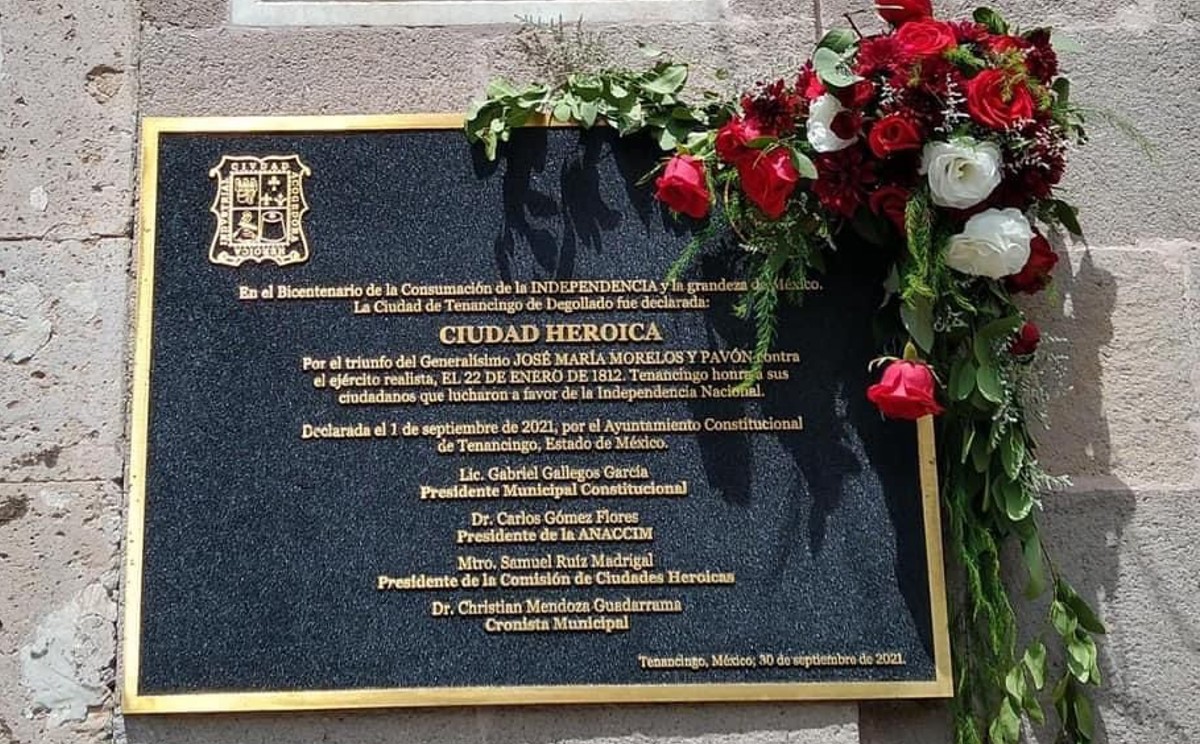 CIUDAD
HEROICA
En el Bicentenario de la Consumación de la INDEPENDENCIA y la grandeza de México.
La Ciudad de Tenancingo de Degollado fue declarada:
CIUDAD HEROICA
Por el triunfo del Generalísimo JOSÉ MARÍA MORELOS Y PAVÓN contra
el ejército realista, EL 22 DE ENERO DE 1812. Tenancingo honra a sus
ciudadanos que lucharon a favor de la Independencia Nacional.
Declarada el 1 de septiembre de 2021, por el Ayuntamiento Constitucional
de Tenancingo, Estado de México.
Lic. Gabriel Gallegos García
Presidente Municipal Constitucional
Dr. Carlos Gómez Flores
Presidente de la ANACCIM
Mtro. Samuel Ruíz Madrigal
Presidente de la Comisión de Ciudades Heroicas
Dr. Christian Mendoza Guadarrama
Cronista Municipal
Tenancingo, México; 30 de septiembre de 2021.